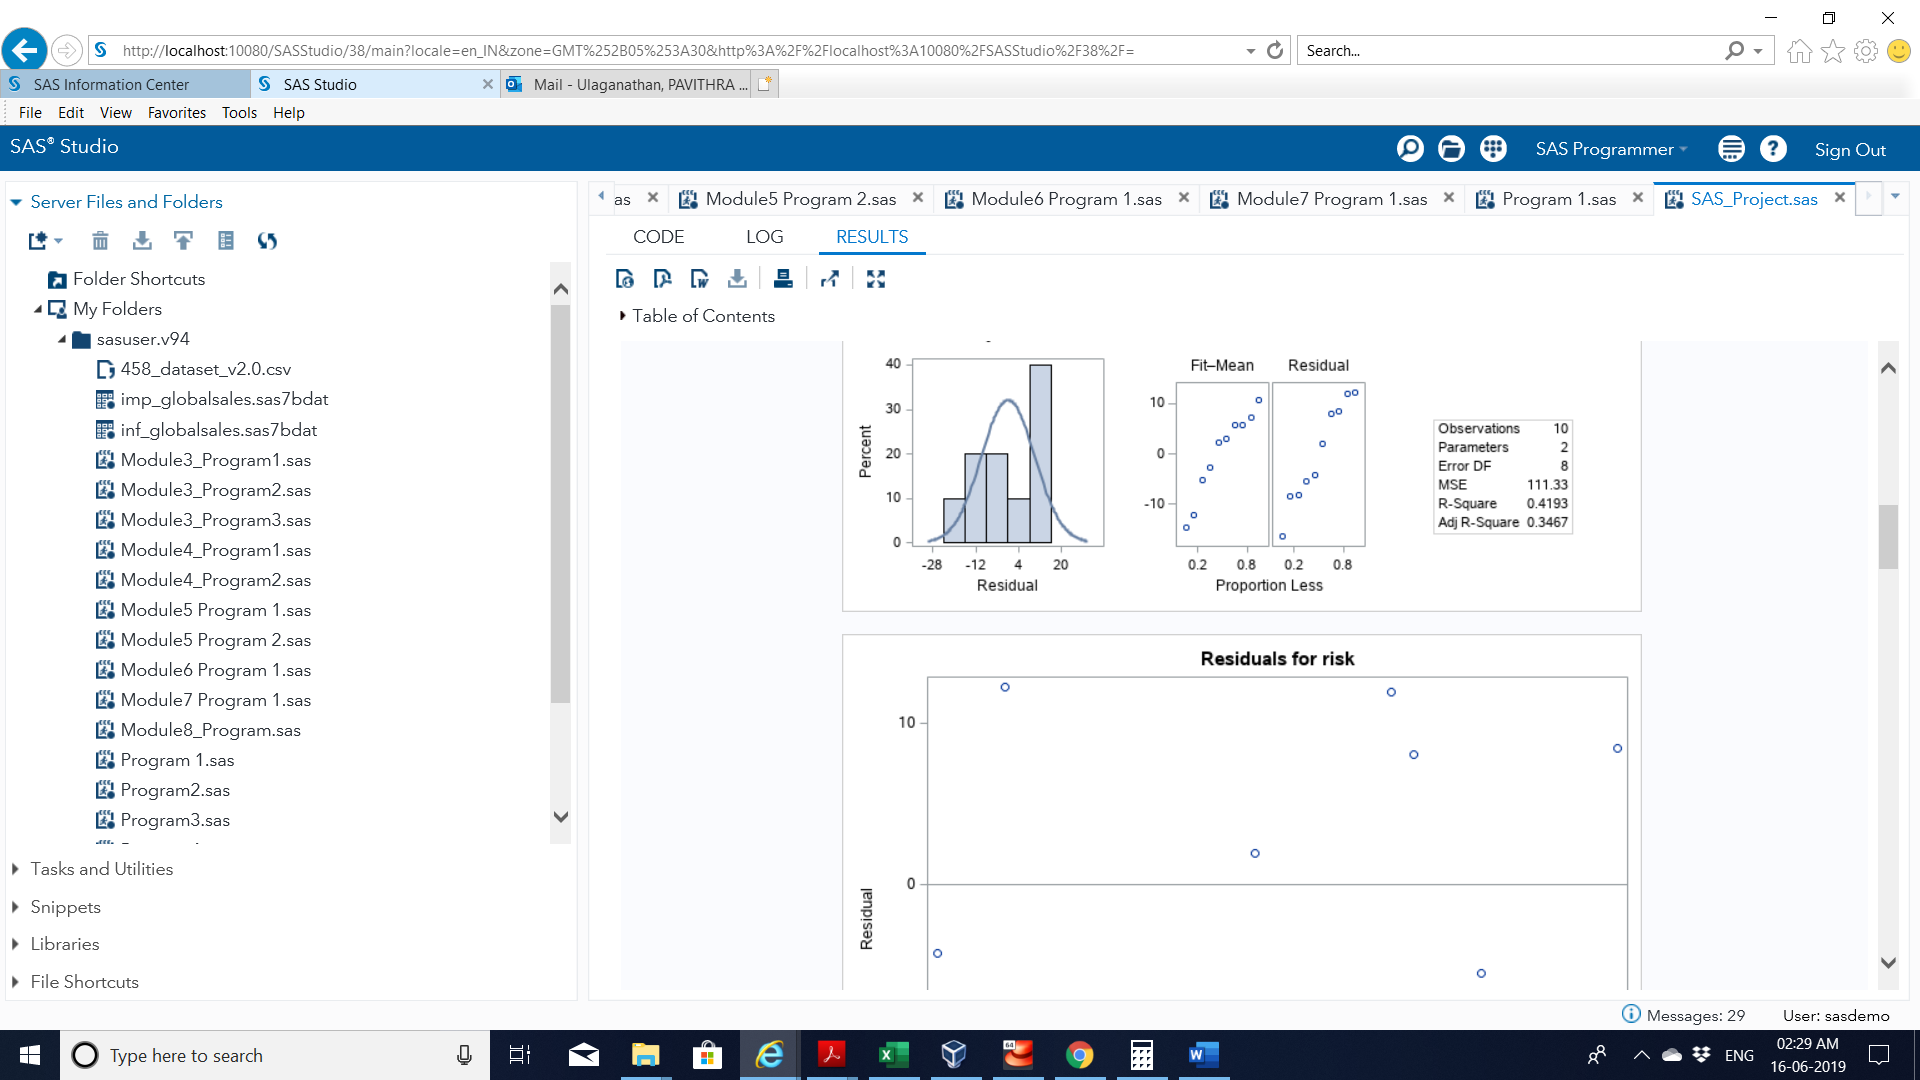 http://localhost:10080/SASStudio/38/main?locale=en_IN&zone=GMT%252B05%253A30&http%3A%2F%2Flocalhost%3A10080%2FSASStudio%2F38%2F=
Search...
SAS Information Center
SAS Studio
Mail - Ulaganathan, PAVITHRA ...
File Edit View Favorites Tools Help
SAS® Studio
SAS Programmer
Sign Out
Server Files and Folders
Folder Shortcuts
My Folders
sasuser.v94
458_dataset_v2.0.csv
imp_globalsales.sas7bdat
inf_globalsales.sas7bdat
Module3_Program1.sas
Module3_Program2.sas
Module3_Program3.sas
Module4_Program1.sas
Module4_Program2.sas
Module5 Program 1.sas
Module5 Program 2.sas
Module6 Program 1.sas
Module7 Program 1.sas
Module8_Program.sas
Program 1.sas
Program2.sas
Program3.sas
Tasks and Utilities
Snippets
Libraries
File Shortcuts
as
Module5 Program 2.sas
Module6 Program 1.sas
Module7 Program 1.sas
Program 1.sas
SAS_Project.sas
CODE LOG RESULTS
Table of Contents
40
30
20
10
0
Percent
-28 -12 4 20
Residual
Fit–Mean Residual
10
0
-10
0.2 0.8 0.2 0.8
Proportion Less
Observations 10
Parameters 2
Error DF 8
MSE 111.33
R-Square 0.4193
Adj R-Square 0.3467
Residuals for risk
10
0
Residual
Messages: 29
User: sasdemo
Type here to search
64
ENG
02:29 AM
16-06-2019